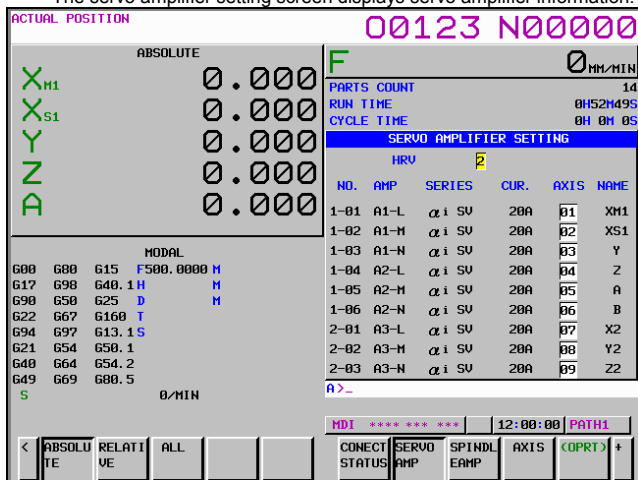 The servo amplifier setting screen displays servo amplifier information.
ACTUAL POSITION
O0123 N00000
ABSOLUTE
X M1 0.000
X S1 0.000
Y 0.000
Z 0.000
A 0.000
F 0 MM/MIN
PARTS COUNT 14
RUN TIME 0H52M49S
CYCLE TIME 0H 0M 0S
SERVO AMPLIFIER SETTING
HRV 2
NO. AMP SERIES CUR. AXIS NAME
1-01 A1-L αi SV 20A 01 XM1
1-02 A1-M αi SV 20A 02 XS1
1-03 A1-N αi SV 20A 03 Y
1-04 A2-L αi SV 20A 04 Z
1-05 A2-M αi SV 20A 05 A
1-06 A2-N αi SV 20A 06 B
2-01 A3-L αi SV 20A 07 X2
2-02 A3-M αi SV 20A 08 Y2
2-03 A3-N αi SV 20A 09 Z2
MODAL
G00 G80 G15 F500.0000 M
G17 G98 G40.1 H M
G90 G50 G25 D M
G22 G67 G160 T
G94 G97 G13.1 S
G21 G54 G50.1
G40 G64 G54.2
G49 G69 G80.5
S 0/MIN
A>_
MDI **** *** *** 12:00:00 PATH1
< ABSOLUTE RELATIVE ALL
CONECT STATUS SERVO AMP SPINDLEAMP AXIS (OPRT) +